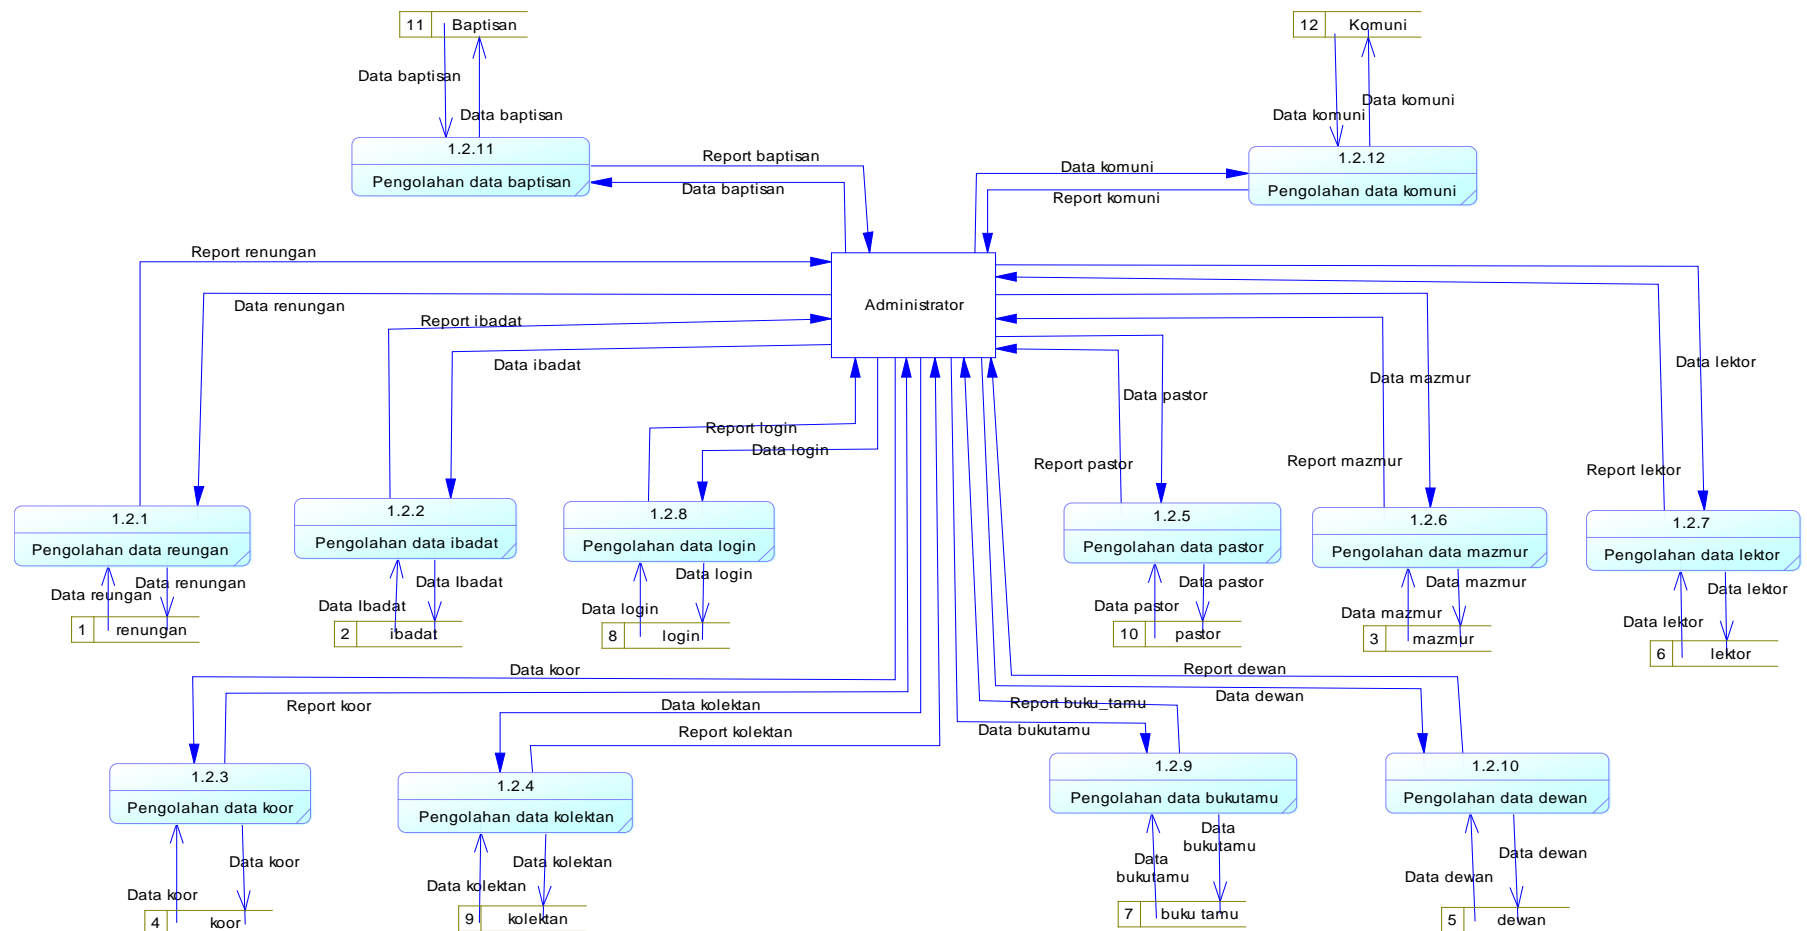 11 Baptisan
12 Komuni
Data baptisan
Data baptisan
Data komuni
Data komuni
1.2.11
Pengolahan data baptisan
1.2.12
Pengolahan data komuni
Report baptisan
Data baptisan
Data komuni
Report komuni
Administrator
Report renungan
Data renungan
Report ibadat
Data ibadat
Report login
Data login
Data pastor
Report pastor
Data mazmur
Report mazmur
Data lektor
Report lektor
1.2.1
Pengolahan data reungan
1.2.2
Pengolahan data ibadat
1.2.8
Pengolahan data login
1.2.5
Pengolahan data pastor
1.2.6
Pengolahan data mazmur
1.2.7
Pengolahan data lektor
Data reungan
Data renungan
1 renungan
Data Ibadat
Data Ibadat
2 ibadat
Data login
Data login
8 login
Data pastor
Data pastor
10 pastor
Data mazmur
Data mazmur
3 mazmur
Data lektor
Data lektor
6 lektor
Data koor
Report koor
Data kolektan
Report kolektan
Report buku_tamu
Data bukutamu
Report dewan
Data dewan
1.2.3
Pengolahan data koor
1.2.4
Pengolahan data kolektan
1.2.9
Pengolahan data bukutamu
1.2.10
Pengolahan data dewan
Data koor
Data koor
4 koor
Data kolektan
Data kolektan
9 kolektan
Data
bukutamu
Data
bukutamu
7 buku tamu
Data dewan
Data dewan
5 dewan